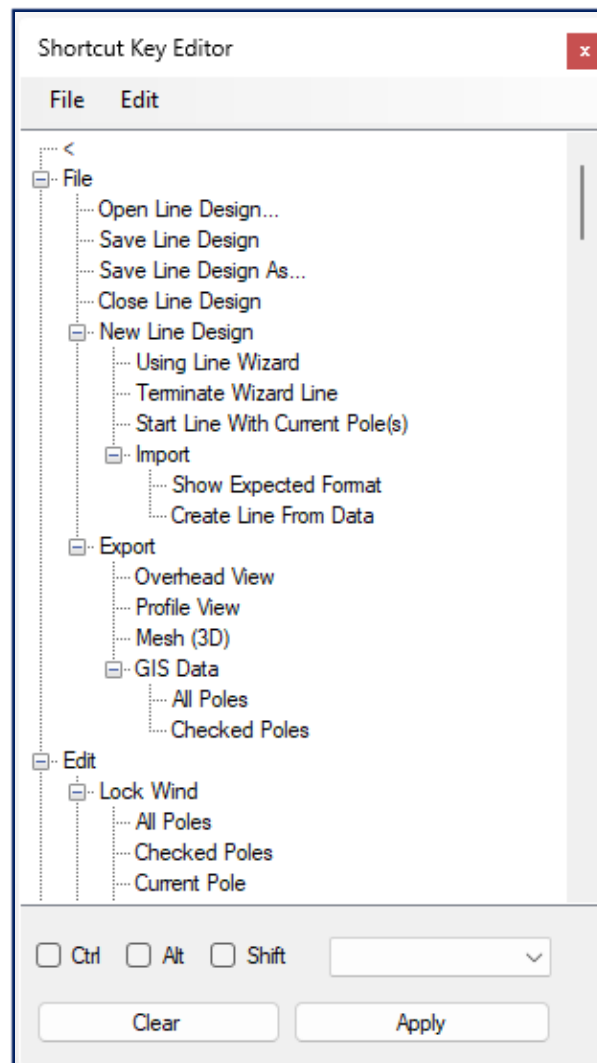 Shortcut Key Editor
x
File Edit
<
File
Open Line Design...
Save Line Design
Save Line Design As...
Close Line Design
New Line Design
Using Line Wizard
Terminate Wizard Line
Start Line With Current Pole(s)
Import
Show Expected Format
Create Line From Data
Export
Overhead View
Profile View
Mesh (3D)
GIS Data
All Poles
Checked Poles
Edit
Lock Wind
All Poles
Checked Poles
Current Pole
Ctrl Alt Shift
Clear Apply